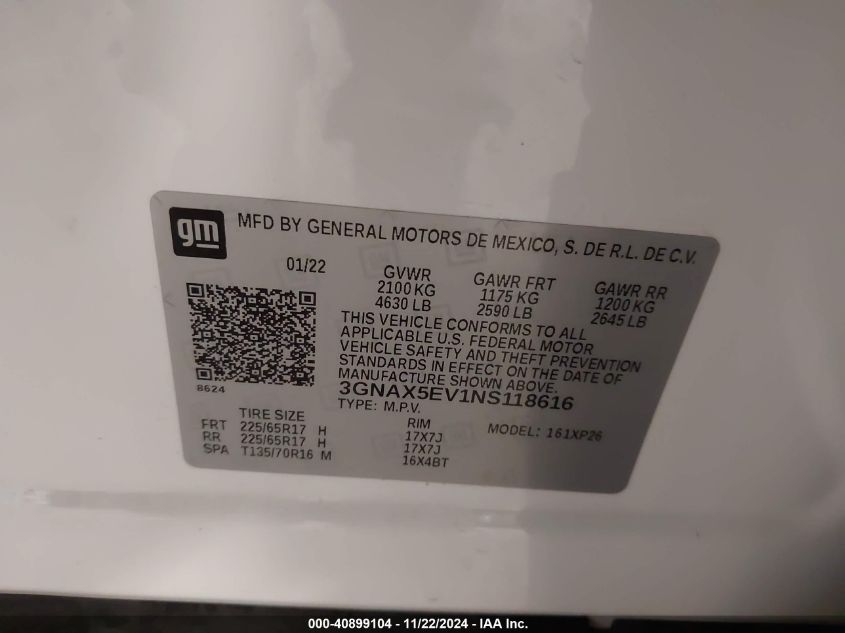 gm
MFD BY GENERAL MOTORS DE MEXICO, S. DE R.L. DE C.V.
01/22 GVWR GAWR FRT GAWR RR
2100 KG 1175 KG 1200 KG
4630 LB 2590 LB 2645 LB
THIS VEHICLE CONFORMS TO ALL
APPLICABLE U.S. FEDERAL MOTOR
VEHICLE SAFETY AND THEFT PREVENTION
STANDARDS IN EFFECT ON THE DATE OF
MANUFACTURE SHOWN ABOVE.
8624
3GNAX5EV1NS118616
TYPE: M.P.V.
MODEL: 161XP26
TIRE SIZE RIM
FRT 225/65R17 H 17X7J
RR 225/65R17 H 17X7J
SPA T135/70R16 M 16X4BT
000-40899104 - 11/22/2024 - IAA Inc.